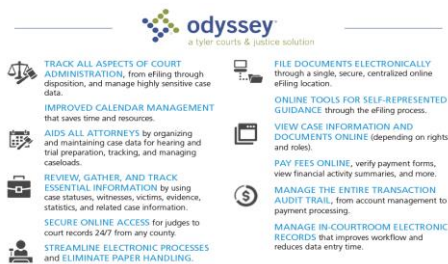 odyssey
a tyler courts & justice solution
TRACK ALL ASPECTS OF COURT
ADMINISTRATION, from eFiling through
disposition, and manage highly sensitive case
data.
IMPROVED CALENDAR MANAGEMENT
that saves time and resources.
AIDS ALL ATTORNEYS by organizing
and maintaining case data for hearing and
trial preparation, tracking, and managing
caseloads.
REVIEW, GATHER, AND TRACK
ESSENTIAL INFORMATION by using
case statuses, witnesses, victims, evidence,
statistics, and related case information.
SECURE ONLINE ACCESS for judges to
court records 24/7 from any county.
STREAMLINE ELECTRONIC PROCESSES
and ELIMINATE PAPER HANDLING.
FILE DOCUMENTS ELECTRONICALLY
through a single, secure, centralized online
eFiling location.
ONLINE TOOLS FOR SELF-REPRESENTED
GUIDANCE through the eFiling process.
VIEW CASE INFORMATION AND
DOCUMENTS ONLINE (depending on rights
and roles).
PAY FEES ONLINE, verify payment forms,
view financial activity summaries, and more.
MANAGE THE ENTIRE TRANSACTION
AUDIT TRAIL, from account management to
payment processing.
MANAGE IN-COURTROOM ELECTRONIC
RECORDS that improves workflow and
reduces data entry time.